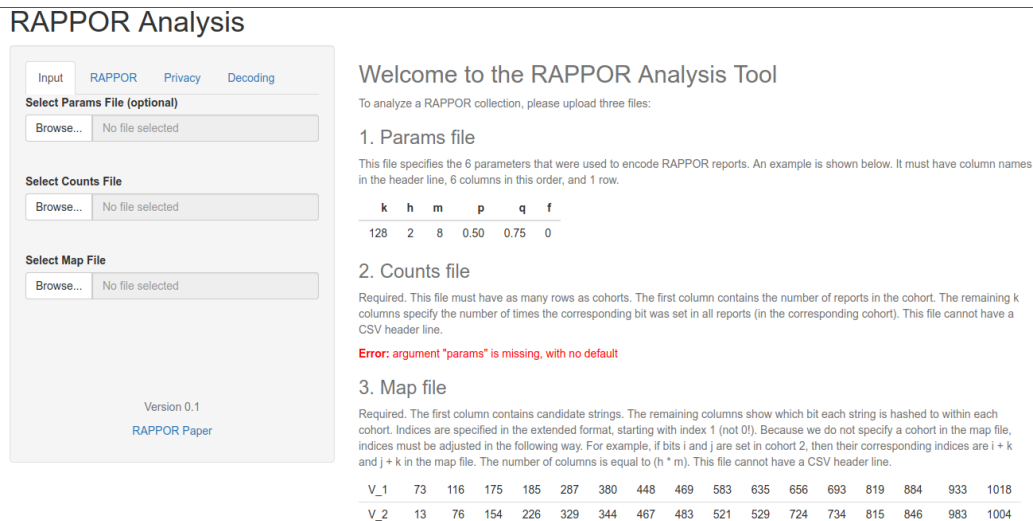 RAPPOR Analysis
Input RAPPOR Privacy Decoding
Select Params File (optional)
Browse... No file selected
Select Counts File
Browse... No file selected
Select Map File
Browse... No file selected
Version 0.1
RAPPOR Paper
Welcome to the RAPPOR Analysis Tool
To analyze a RAPPOR collection, please upload three files:
1. Params file
This file specifies the 6 parameters that were used to encode RAPPOR reports. An example is shown below. It must have column names
in the header line, 6 columns in this order, and 1 row.
k h m p q f
128 2 8 0.50 0.75 0
2. Counts file
Required. This file must have as many rows as cohorts. The first column contains the number of reports in the cohort. The remaining k
columns specify the number of times the corresponding bit was set in all reports (in the corresponding cohort). This file cannot have a
CSV header line.
Error: argument "params" is missing, with no default
3. Map file
Required. The first column contains candidate strings. The remaining columns show which bit each string is hashed to within each
cohort. Indices are specified in the extended format, starting with index 1 (not 0!). Because we do not specify a cohort in the map file,
indices must be adjusted in the following way. For example, if bits i and j are set in cohort 2, then their corresponding indices are i + k
and j + k in the map file. The number of columns is equal to (h * m). This file cannot have a CSV header line.
V_1 73 116 175 185 287 380 448 469 583 635 656 693 819 884 933 1018
V_2 13 76 154 226 329 344 467 483 521 529 724 734 815 846 983 1004